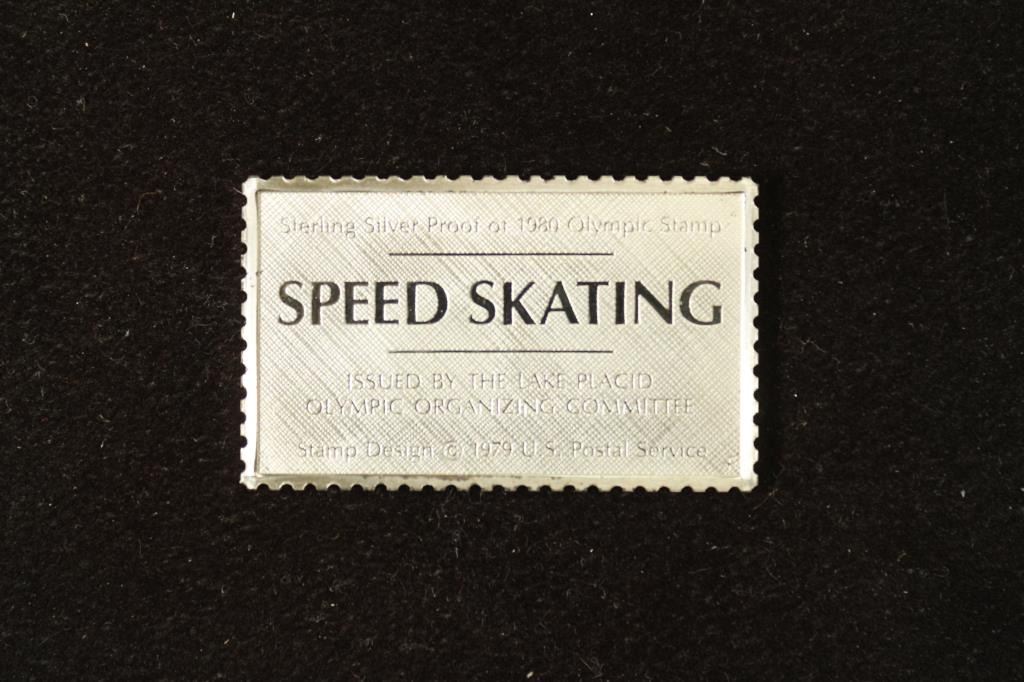 Sterling Silver Proof of 1980 Olympic Stamp
SPEED SKATING
ISSUED BY THE LAKE PLACID
OLYMPIC ORGANIZING COMMITTEE
Stamp Design © 1979 U.S. Postal Service